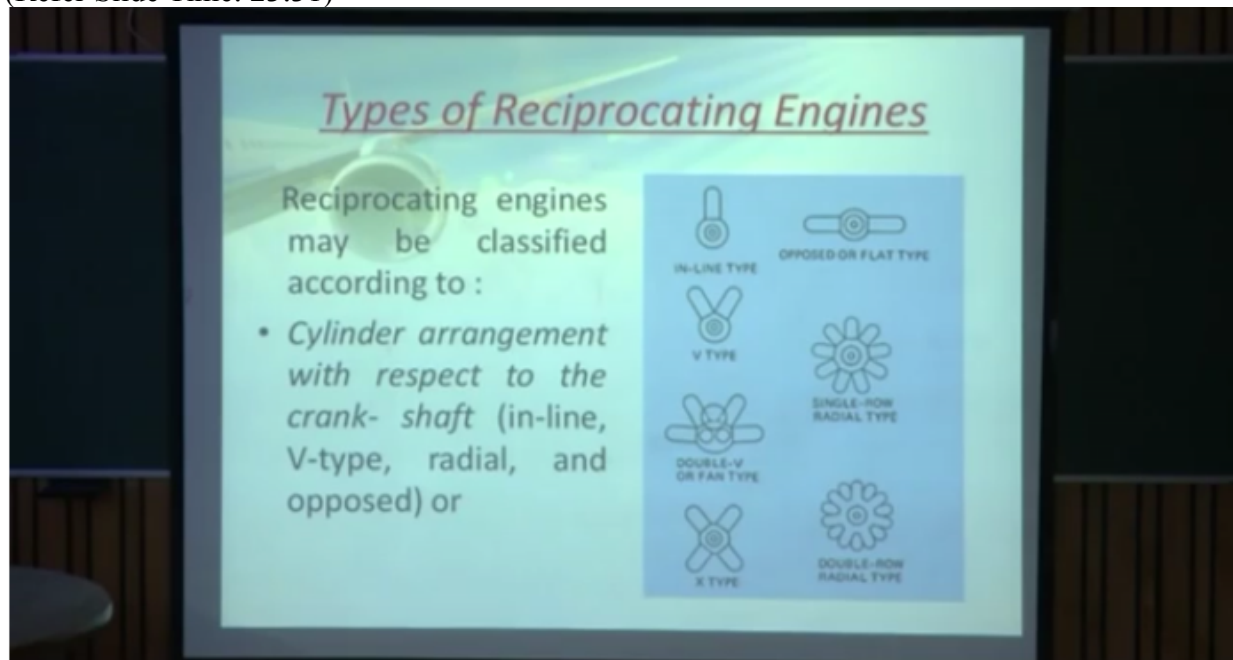 Types of Reciprocating Engines
Reciprocating engines
may be classified
according to :
• Cylinder arrangement
with respect to the
crank- shaft (in-line,
V-type, radial, and
opposed) or
IN-LINE TYPE
OPPOSED OR FLAT TYPE
V TYPE
SINGLE-ROW
RADIAL TYPE
DOUBLE-V
OR FAN TYPE
X TYPE
DOUBLE-ROW
RADIAL TYPE